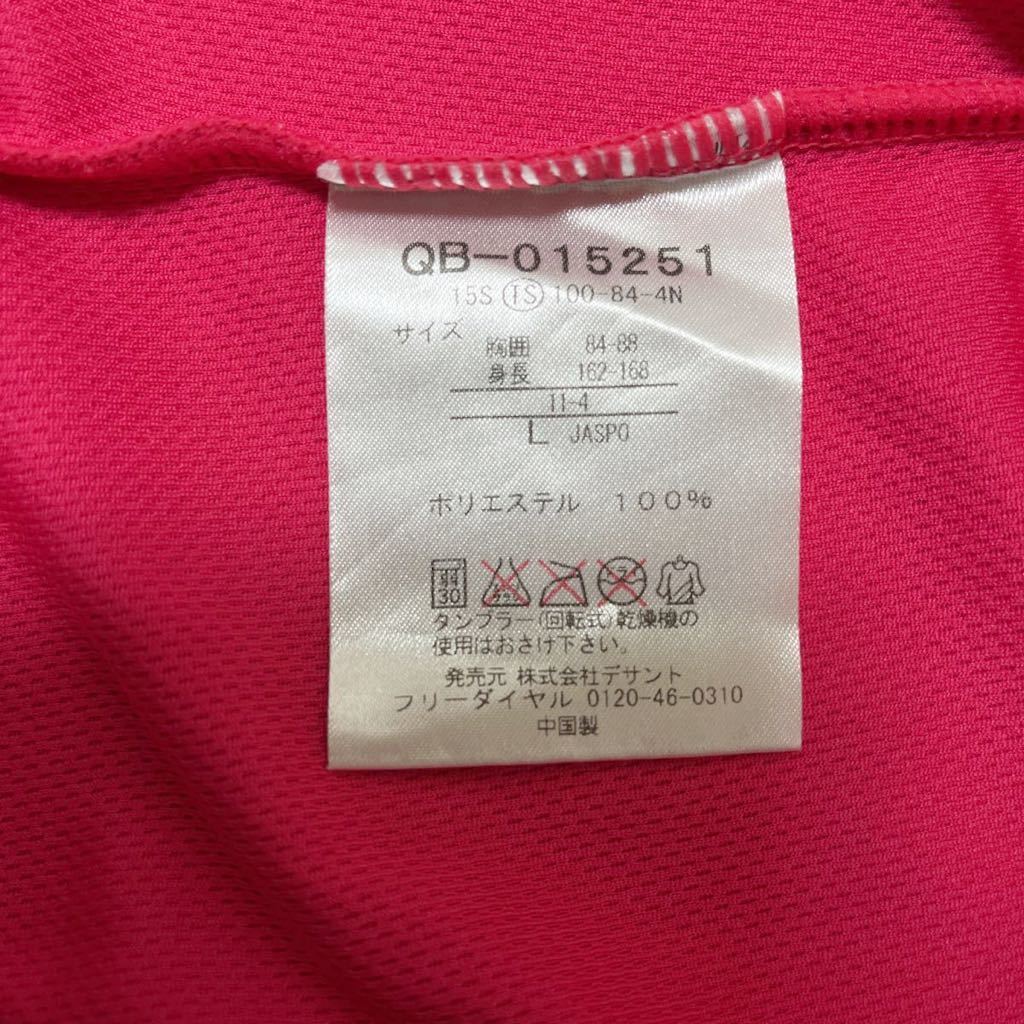 QB-015251
15S IS 100-84-4N
サイズ
胸囲 84-88
身長 162-168
11-4
L JASPO
ポリエステル 100%
弱
30
タンブラー(回転式)乾燥機の
使用はおさけ下さい。
発売元 株式会社デサント
フリーダイヤル 0120-46-0310
中国製